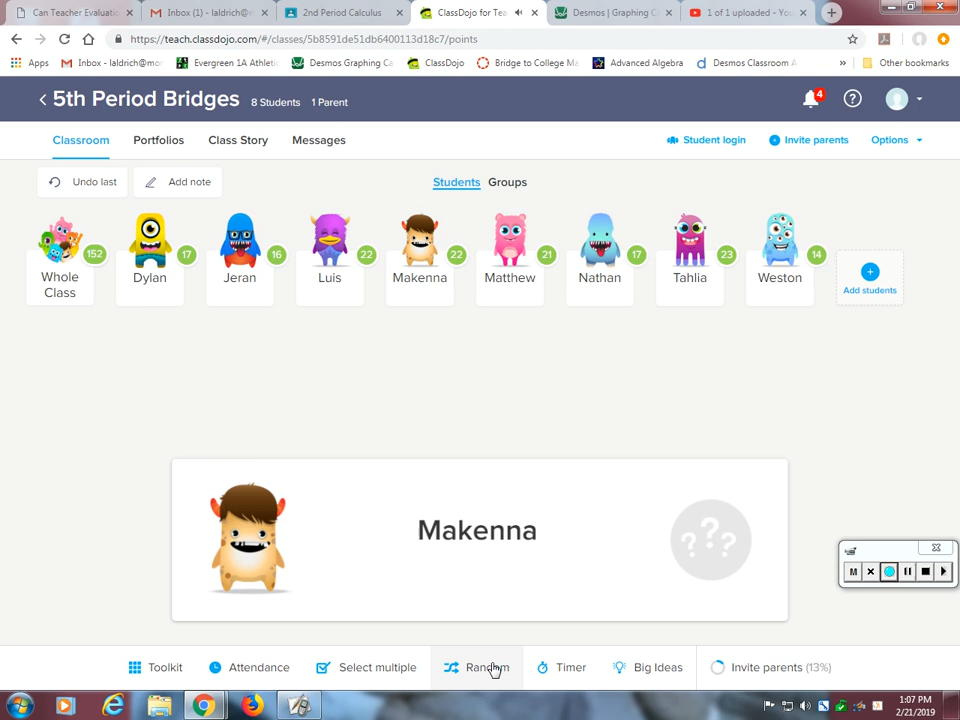 Can Teacher Evaluatio
Inbox (1) - laldrich@
2nd Period Calculus
ClassDojo for Tea
Desmos | Graphing C
1 of 1 uploaded - You
https://teach.classdojo.com/#/classes/5b8591de51db6400113d18c7/points
Apps
Inbox - laldrich@mor
Evergreen 1A Athletic
Desmos Graphing Ca
ClassDojo
Bridge to College Ma
Advanced Algebra
Desmos Classroom A
»
Other bookmarks
5th Period Bridges 8 Students 1 Parent
4
?
Classroom Portfolios Class Story Messages
Student login Invite parents Options
Undo last Add note
Students Groups
152 17 16 22 22 21 17 23 14
Whole Class
Dylan
Jeran
Luis
Makenna
Matthew
Nathan
Tahlia
Weston
Add students
Makenna
???
M
Toolkit Attendance Select multiple Random Timer Big Ideas Invite parents (13%)
1:07 PM
2/21/2019